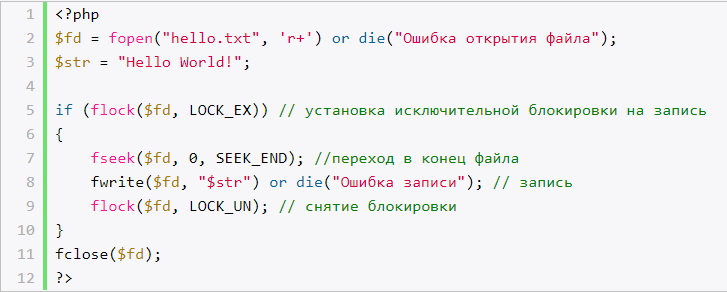 1 <?php
2 $fd = fopen("hello.txt", 'r+') or die("Ошибка открытия файла");
3 $str = "Hello World!";
4
5 if (flock($fd, LOCK_EX)) // установка исключительной блокировки на запись
6 {
7     fseek($fd, 0, SEEK_END); //переход в конец файла
8     fwrite($fd, "$str") or die("Ошибка записи"); // запись
9     flock($fd, LOCK_UN); // снятие блокировки
10 }
11 fclose($fd);
12 ?>